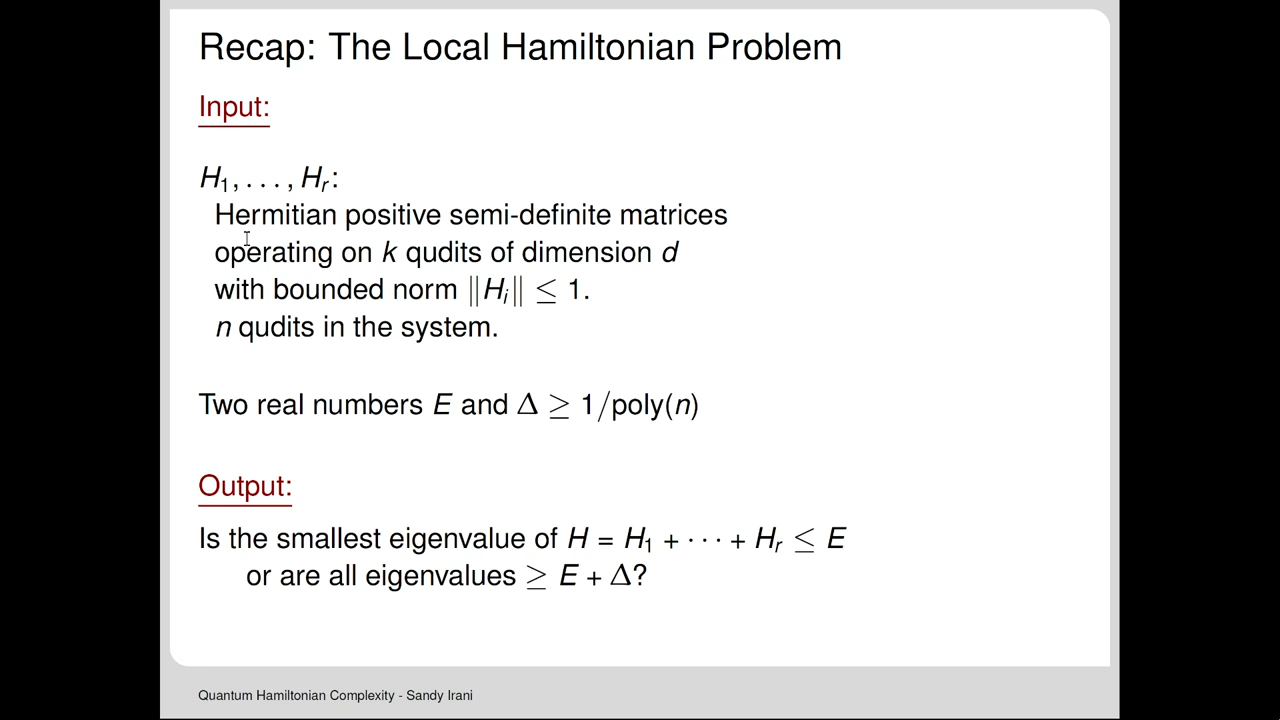 Recap: The Local Hamiltonian Problem
Input:
H₁, . . . , Hᵣ:
Hermitian positive semi-definite matrices
operating on k qudits of dimension d
with bounded norm ‖Hᵢ‖ ≤ 1.
n qudits in the system.
Two real numbers E and Δ ≥ 1/poly(n)
Output:
Is the smallest eigenvalue of H = H₁ + · · · + Hᵣ ≤ E
or are all eigenvalues ≥ E + Δ?
Quantum Hamiltonian Complexity - Sandy Irani